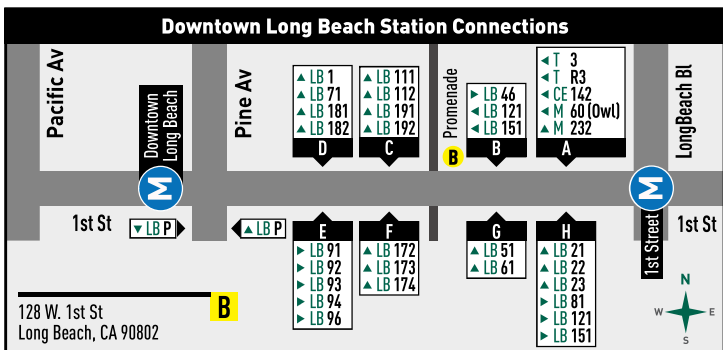 Downtown Long Beach Station Connections
Pacific Av
Downtown
Long Beach
M
Pine Av
▲ LB 1
▲ LB 71
▲ LB 181
▲ LB 182
D
▲ LB 111
▲ LB 112
▲ LB 191
▲ LB 192
C
Promenade
B
► LB 46
◄ LB 121
◄ LB 151
B
◄ T 3
◄ T R3
◄ CE 142
◄ M 60 (Owl)
▲ M 232
A
LongBeach Bl
M
1st Street
1st St
▼ LB P
▲ LB P
E
► LB 91
► LB 92
► LB 93
► LB 94
► LB 96
F
▲ LB 172
▲ LB 173
▲ LB 174
G
▲ LB 51
▲ LB 61
H
▲ LB 21
▲ LB 22
▲ LB 23
► LB 81
► LB 121
► LB 151
1st St
B
128 W. 1st St
Long Beach, CA 90802
N
W
E
S